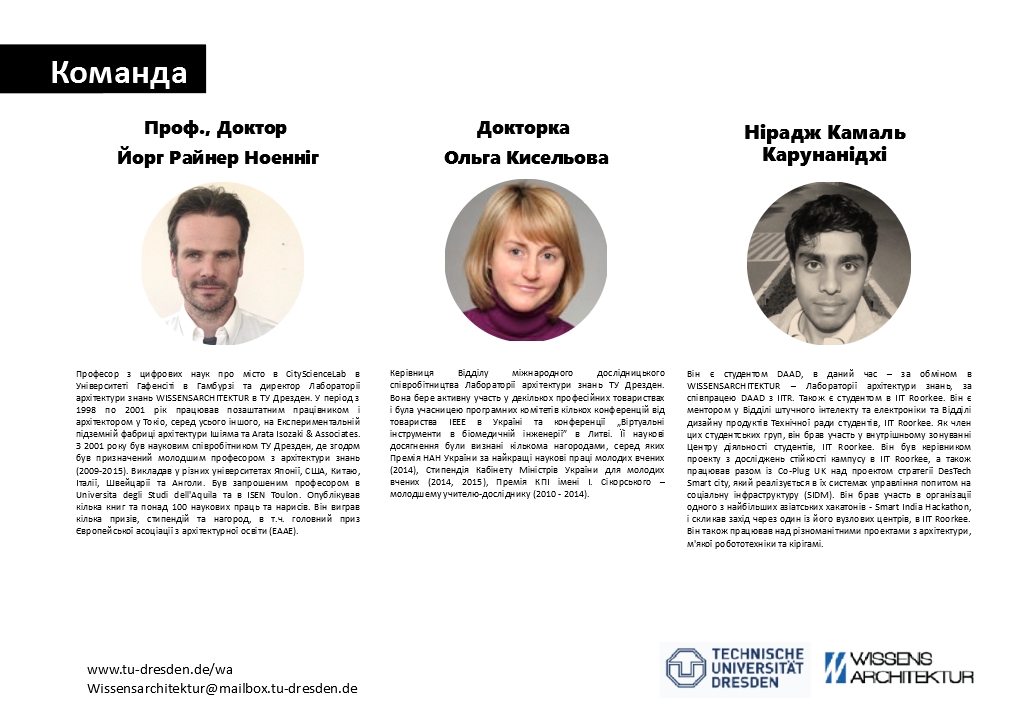 Команда
Проф., Доктор
Йорг Райнер Ноенніг
Професор з цифрових наук про місто в CityScienceLab в
Університеті Гафенсіті в Гамбурзі та директор Лабораторії
архітектури знань WISSENSARCHITEKTUR в ТУ Дрезден. У період з
1998 по 2001 рік працював позаштатним працівником і
архітектором у Токіо, серед усього іншого, на Експериментальній
підземній фабриці архітектури Ішіяма та Arata Isozaki & Associates.
З 2001 року був науковим співробітником ТУ Дрезден, де згодом
був призначений молодшим професором з архітектури знань
(2009-2015). Викладав у різних університетах Японії, США, Китаю,
Італії, Швейцарії та Анголи. Був запрошеним професором в
Universita degli Studi dell'Aquila та в ISEN Toulon. Опублікував
кілька книг та понад 100 наукових праць та нарисів. Він виграв
кілька призів, стипендій та нагород, в т.ч. головний приз
Європейської асоціації з архітектурної освіти (EAAE).
Докторка
Ольга Кисельова
Керівниця Відділу міжнародного дослідницького
співробітництва Лабораторії архітектури знань ТУ Дрезден.
Вона бере активну участь у декількох професійних товариствах
і була учасницею програмних комітетів кількох конференцій від
товариства IEEE в Україні та конференції „Віртуальні
інструменти в біомедичній інженерії" в Литві. Її наукові
досягнення були визнані кількома нагородами, серед яких
Премія НАН України за найкращі наукові праці молодих вчених
(2014), Стипендія Кабінету Міністрів України для молодих
вчених (2014, 2015), Премія КПІ імені І. Сікорського –
молодшому учителю-досліднику (2010 - 2014).
Нірадж Камаль
Карунанідхі
Він є студентом DAAD, в даний час – за обміном в
WISSENSARCHITEKTUR – Лабораторії архітектури знань, за
співпрацею DAAD з IITR. Також є студентом в IIT Roorkee. Він є
ментором у Відділі штучного інтелекту та електроніки та Відділі
дизайну продуктів Технічної ради студентів, IIT Roorkee. Як член
цих студентських груп, він брав участь у внутрішньому зонуванні
Центру діяльності студентів, IIT Roorkee. Він був керівником
проекту з досліджень стійкості кампусу в IIT Roorkee, а також
працював разом із Co-Plug UK над проектом стратегії DesTech
Smart city, який реалізується в їх системах управління попитом на
соціальну інфраструктуру (SIDM). Він брав участь в організації
одного з найбільших азіатських хакатонів - Smart India Hackathon,
і скликав захід через один із його вузлових центрів, в IIT Roorkee.
Він також працював над різноманітними проектами з архітектури,
м'якої робототехніки та кірігамі.
www.tu-dresden.de/wa
Wissensarchitektur@mailbox.tu-dresden.de
TECHNISCHE
UNIVERSITÄT
DRESDEN
WISSENS
ARCHITEKTUR